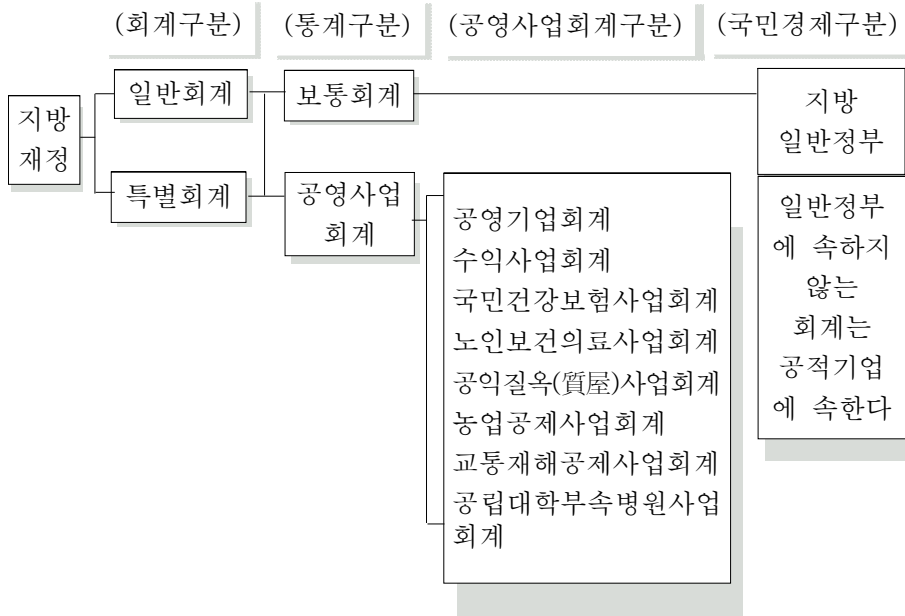 (회계구분) (통계구분) (공영사업회계구분) (국민경제구분)
지방
재정
일반회계
특별회계
보통회계
공영사업
회계
공영기업회계
수익사업회계
국민건강보험사업회계
노인보건의료사업회계
공익질옥(質屋)사업회계
농업공제사업회계
교통재해공제사업회계
공립대학부속병원사업
회계
지방
일반정부
일반정부
에 속하지
않는
회계는
공적기업
에 속한다